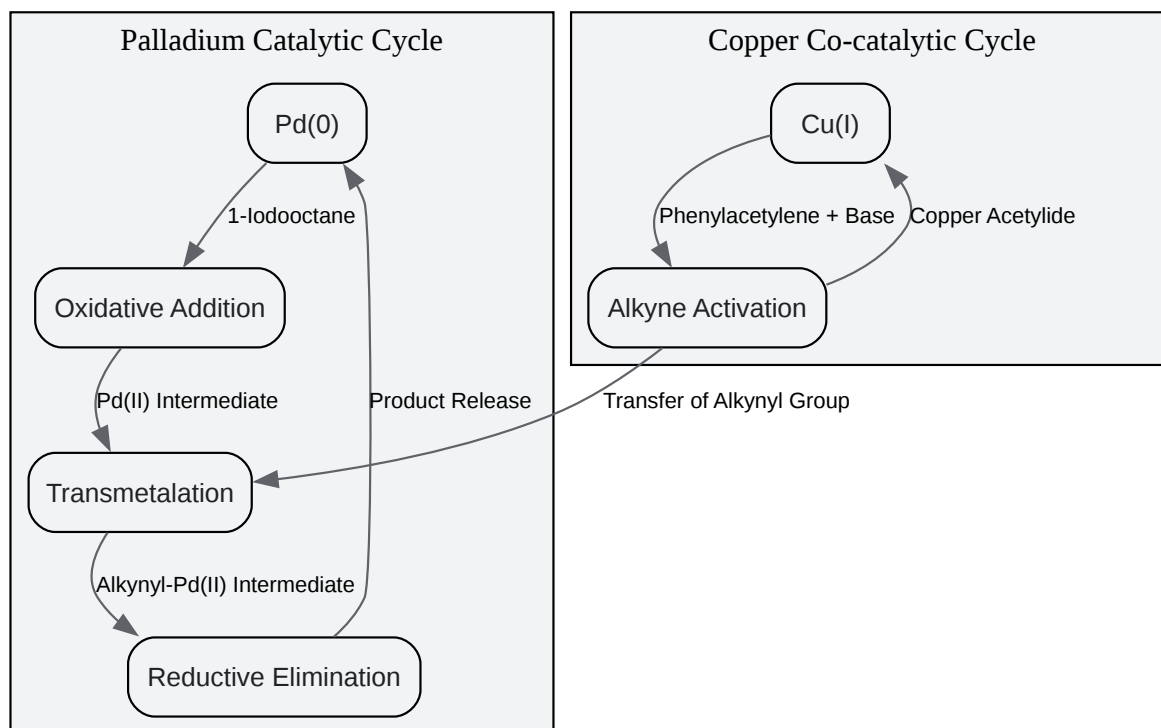 Palladium Catalytic Cycle
Copper Co-catalytic Cycle
Pd(0)
Cu(I)
1-Iodooctane
Phenylacetylene + Base
Copper Acetylide
Oxidative Addition
Alkyne Activation
Pd(II) Intermediate
Product Release
Transfer of Alkynyl Group
Transmetalation
Alkynyl-Pd(II) Intermediate
Reductive Elimination